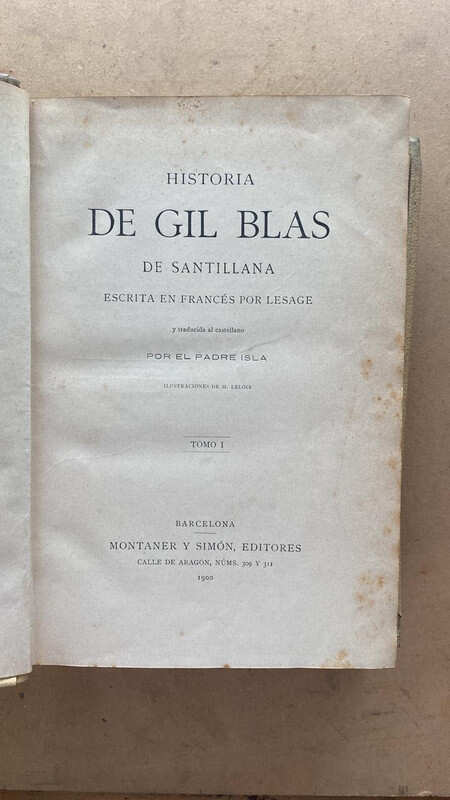 HISTORIA
DE GIL BLAS
DE SANTILLANA
ESCRITA EN FRANCÉS POR LESAGE
y traducida al castellano
POR EL PADRE ISLA
ILUSTRACIONES DE M. LELOIR
TOMO I
BARCELONA
MONTANER Y SIMÓN, EDITORES
CALLE DE ARAGÓN, NÚMS. 309 Y 311
1900